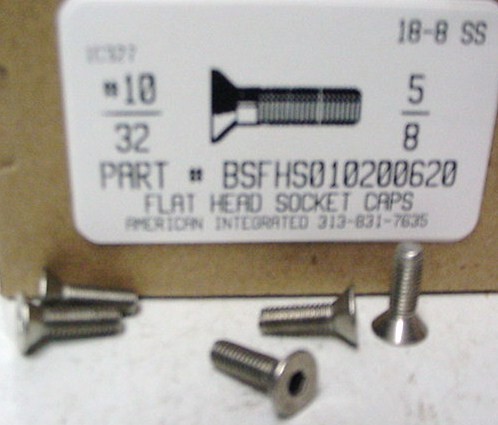 18-8 SS
#10
32
5
8
PART # BSFHS010200620
FLAT HEAD SOCKET CAPS
AMERICAN INTEGRATED 313-831-7635